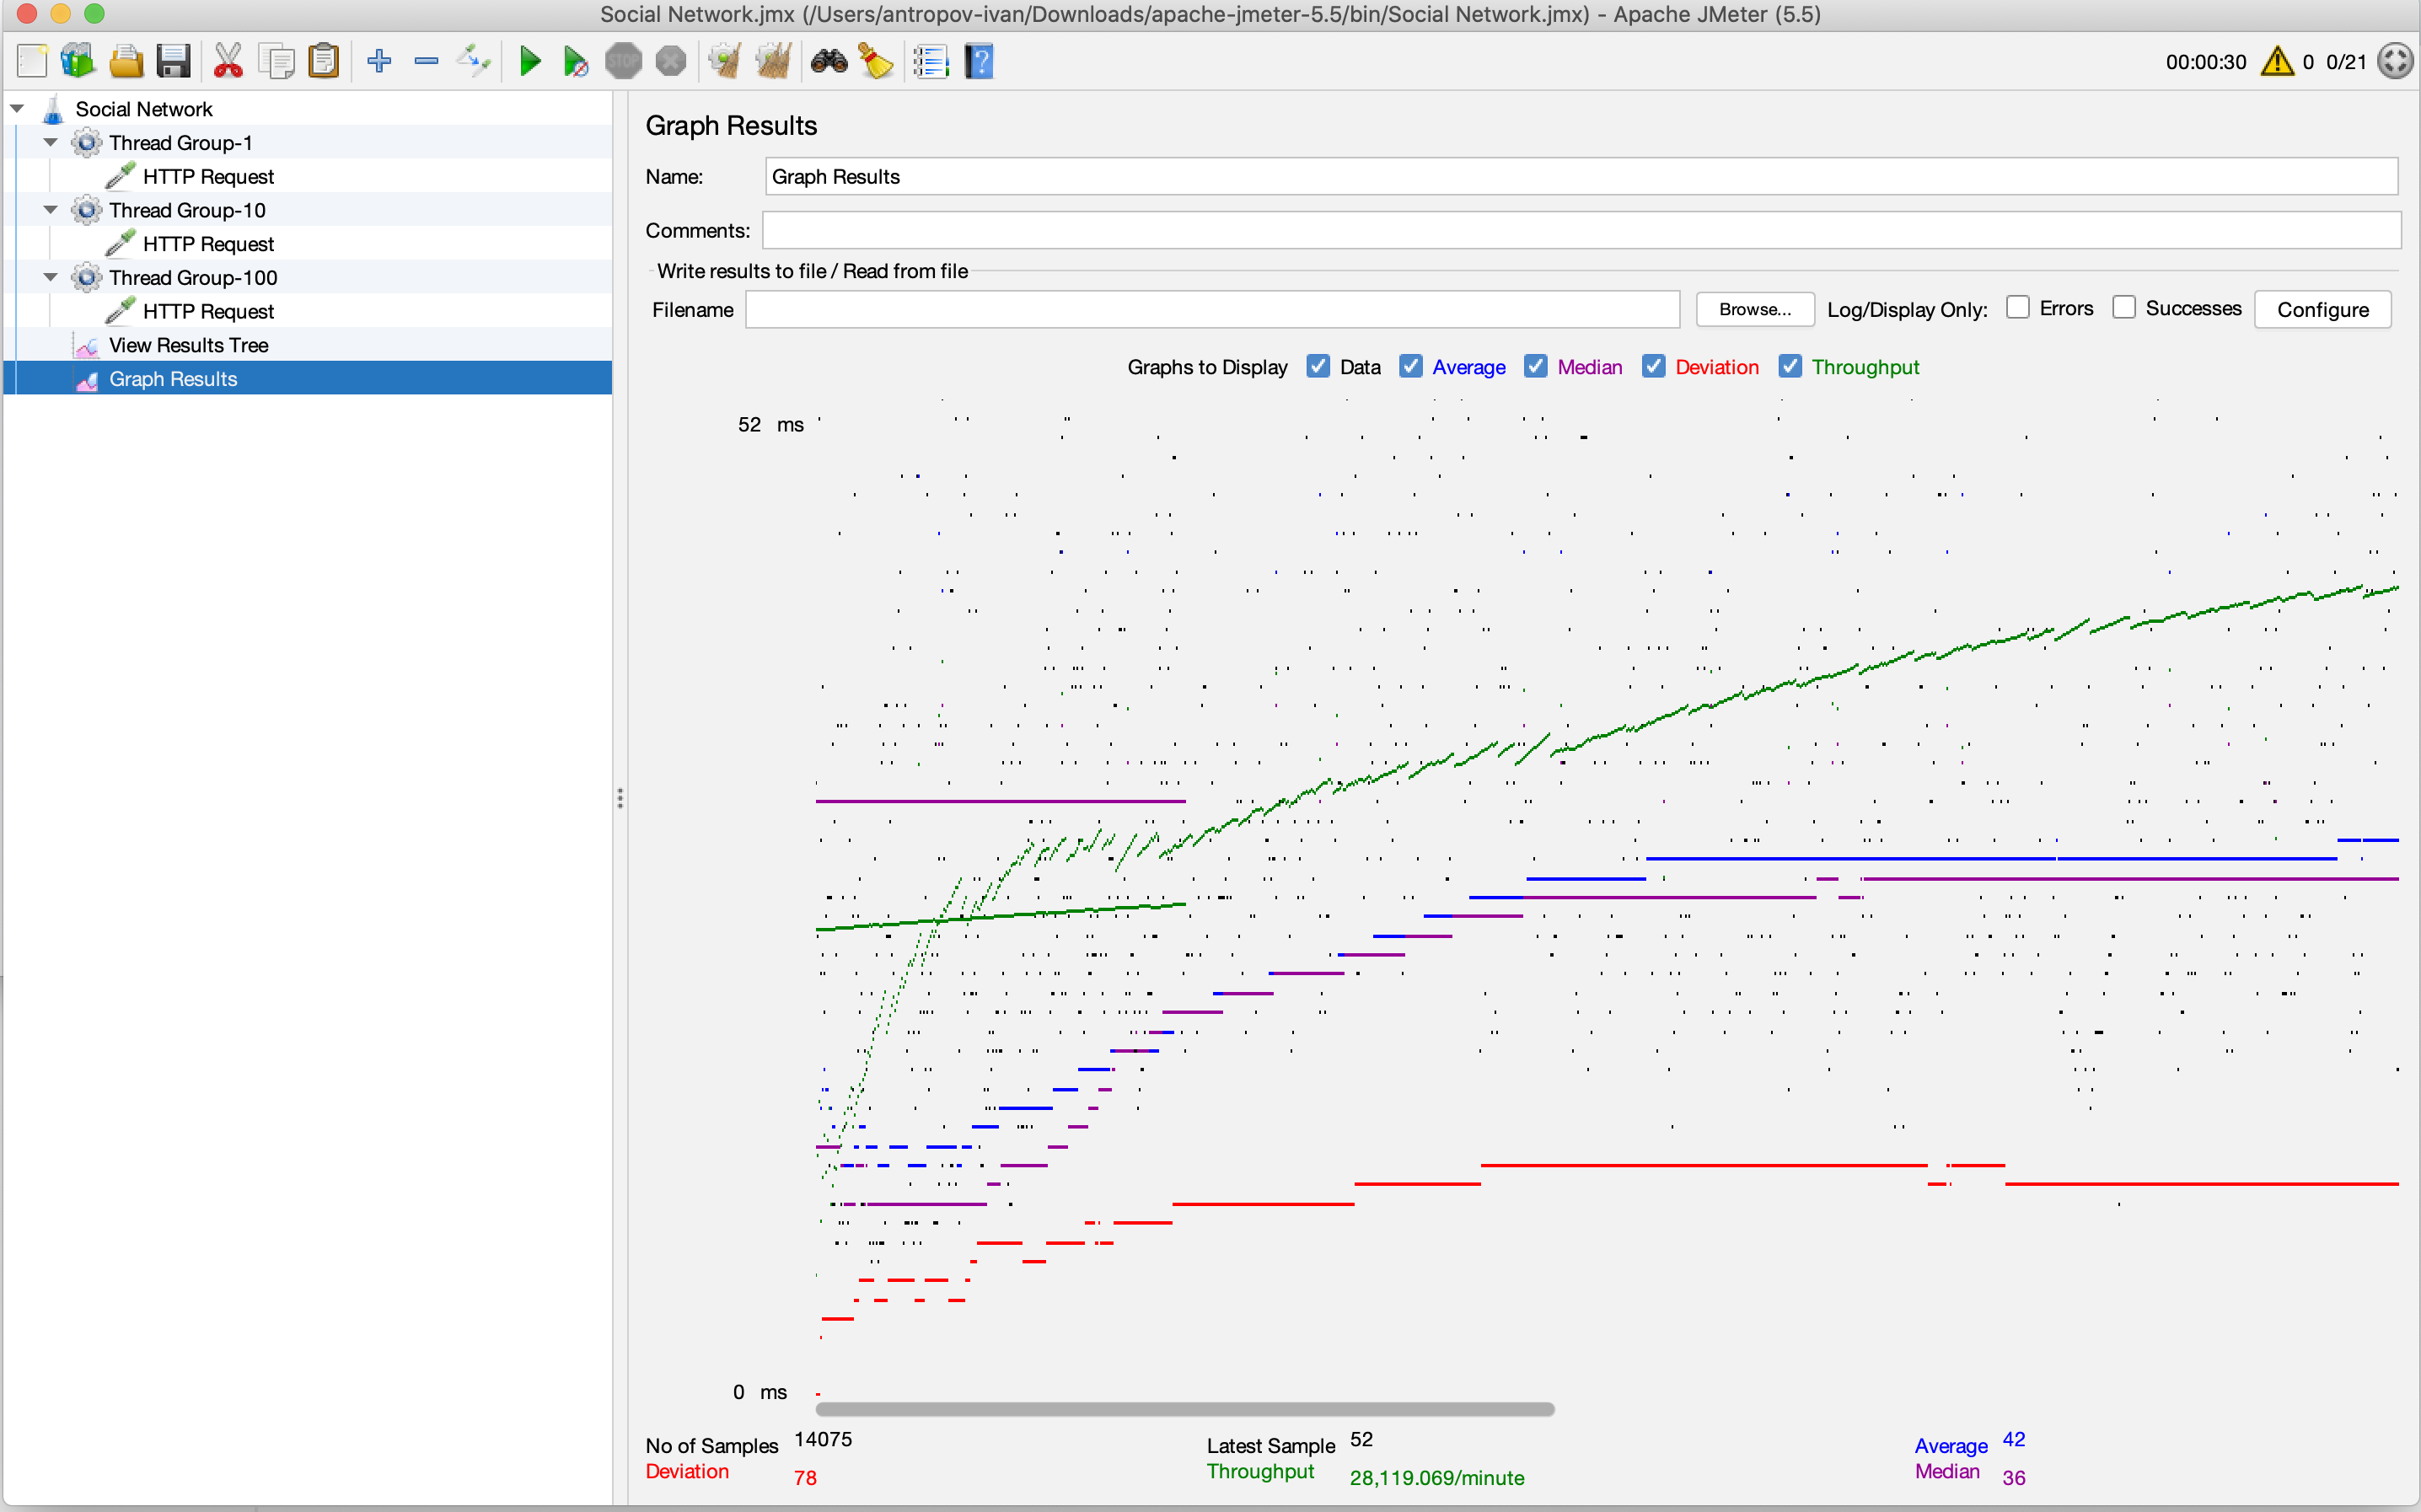 Social Network.jmx (/Users/antropov-ivan/Downloads/apache-jmeter-5.5/bin/Social Network.jmx) - Apache JMeter (5.5)
STOP
00:00:30 0 0/21
Social Network
Thread Group-1
HTTP Request
Thread Group-10
HTTP Request
Thread Group-100
HTTP Request
View Results Tree
Graph Results
Graph Results
Name: Graph Results
Comments:
Write results to file / Read from file
Filename Browse... Log/Display Only: Errors Successes Configure
Graphs to Display Data Average Median Deviation Throughput
52 ms
0 ms
No of Samples 14075 Latest Sample 52 Average 42
Deviation 78 Throughput 28,119.069/minute Median 36